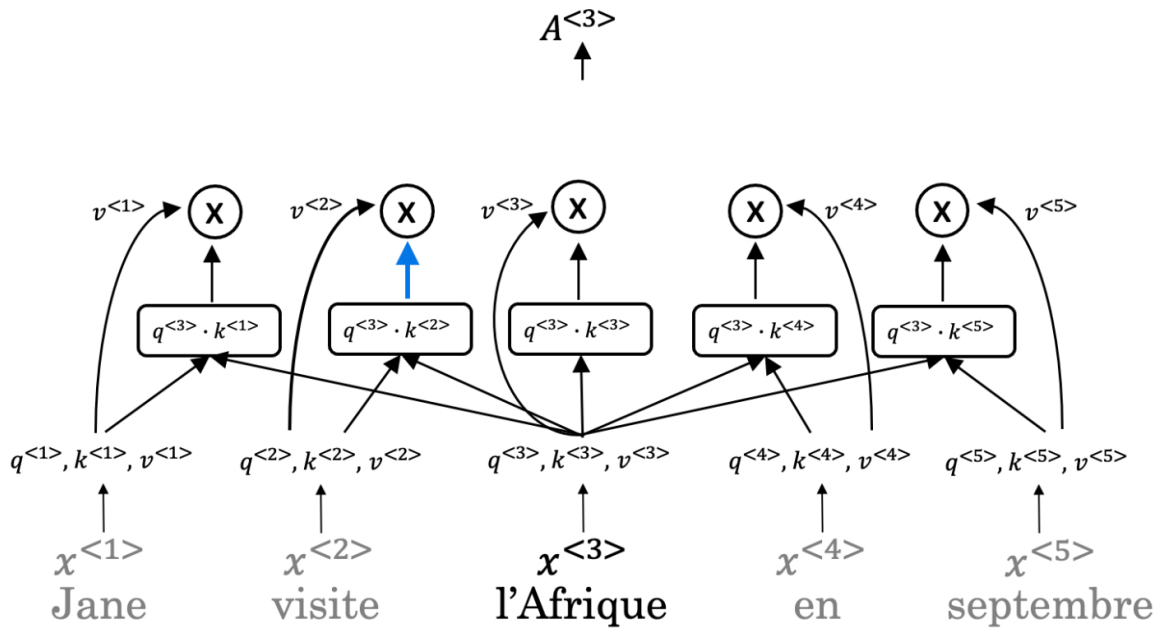 A<3>
v<1> X v<2> X v<3> X X v<4> X v<5>
q<3> · k<1> q<3> · k<2> q<3> · k<3> q<3> · k<4> q<3> · k<5>
q<1>, k<1>, v<1> q<2>, k<2>, v<2> q<3>, k<3>, v<3> q<4>, k<4>, v<4> q<5>, k<5>, v<5>
x<1> x<2> x<3> x<4> x<5>
Jane visite l'Afrique en septembre